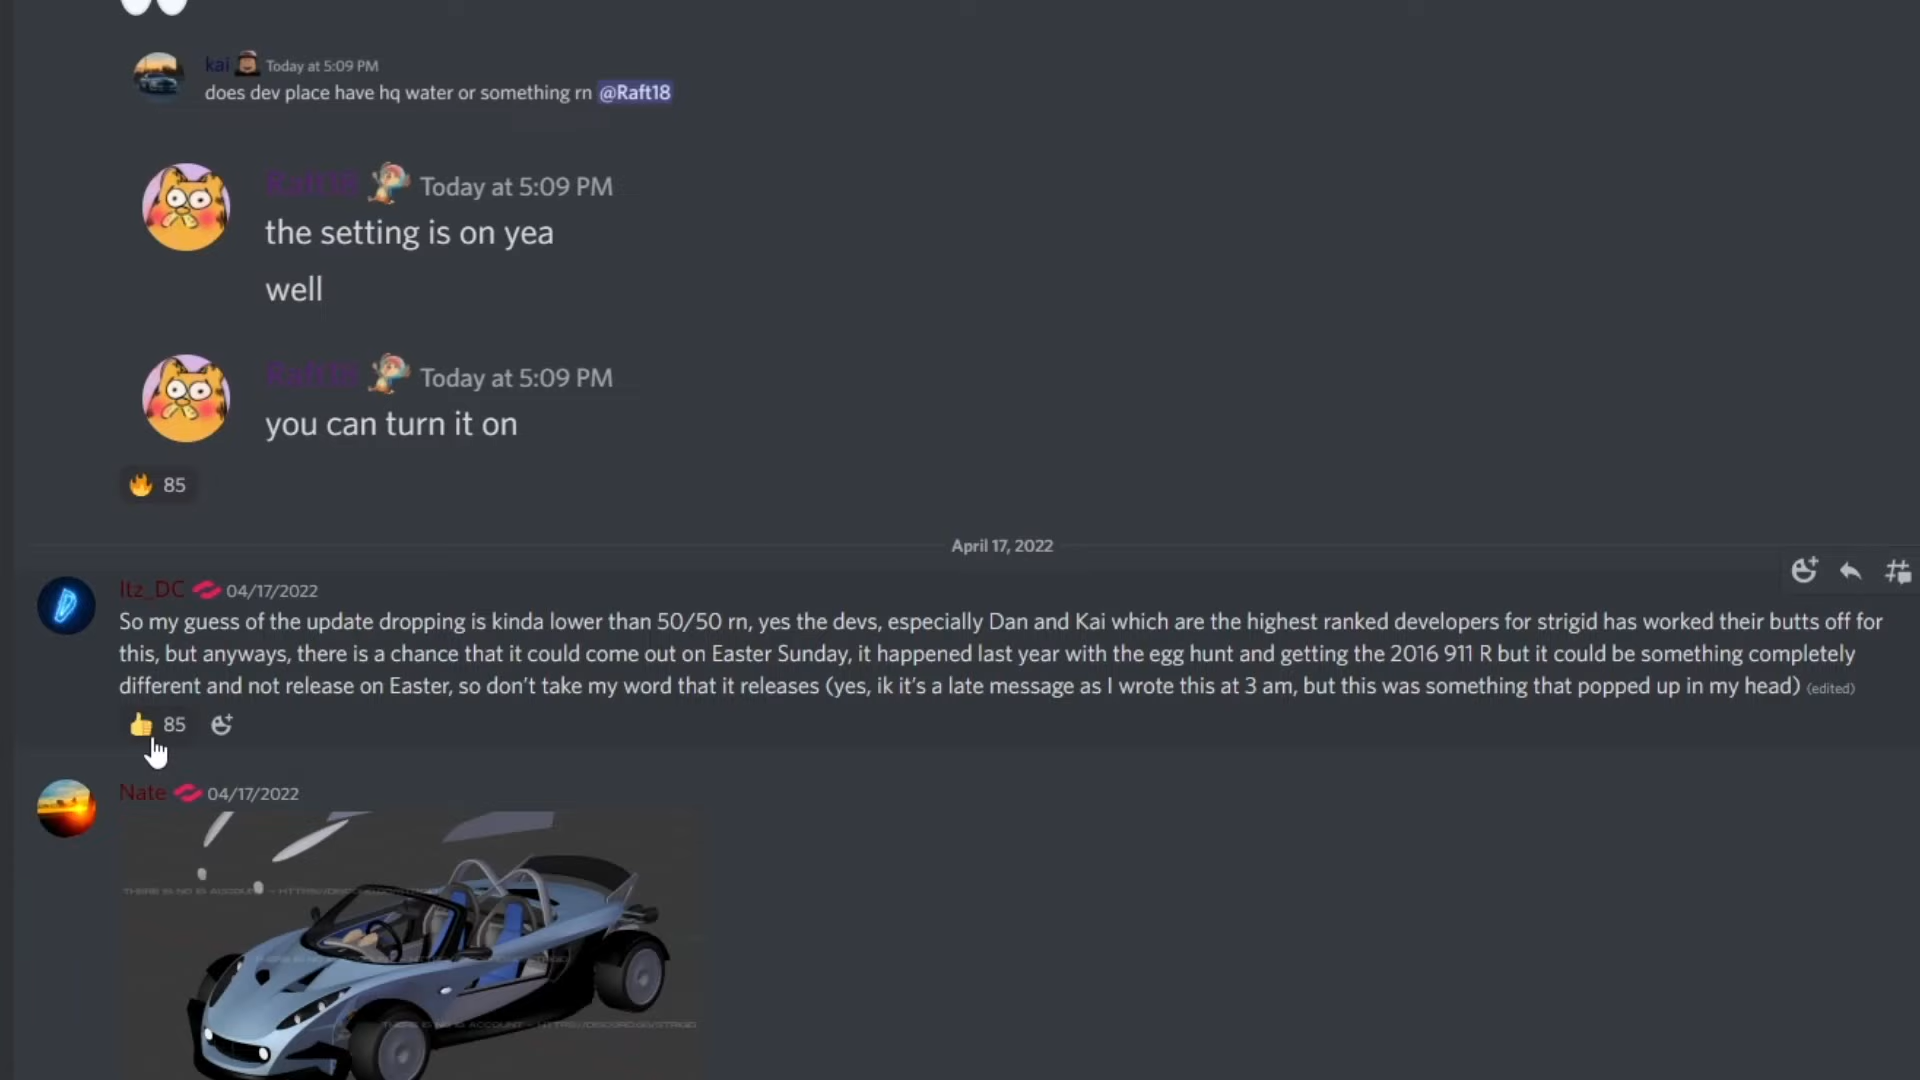 kai Today at 5:09 PM
does dev place have hq water or something rn @Raft18
Raft18 Today at 5:09 PM
the setting is on yea
well
Raft18 Today at 5:09 PM
you can turn it on
85
April 17, 2022
Itz_DC 04/17/2022
So my guess of the update dropping is kinda lower than 50/50 rn, yes the devs, especially Dan and Kai which are the highest ranked developers for strigid has worked their butts off for
this, but anyways, there is a chance that it could come out on Easter Sunday, it happened last year with the egg hunt and getting the 2016 911 R but it could be something completely
different and not release on Easter, so don't take my word that it releases (yes, ik it's a late message as I wrote this at 3 am, but this was something that popped up in my head) (edited)
85
Nate 04/17/2022